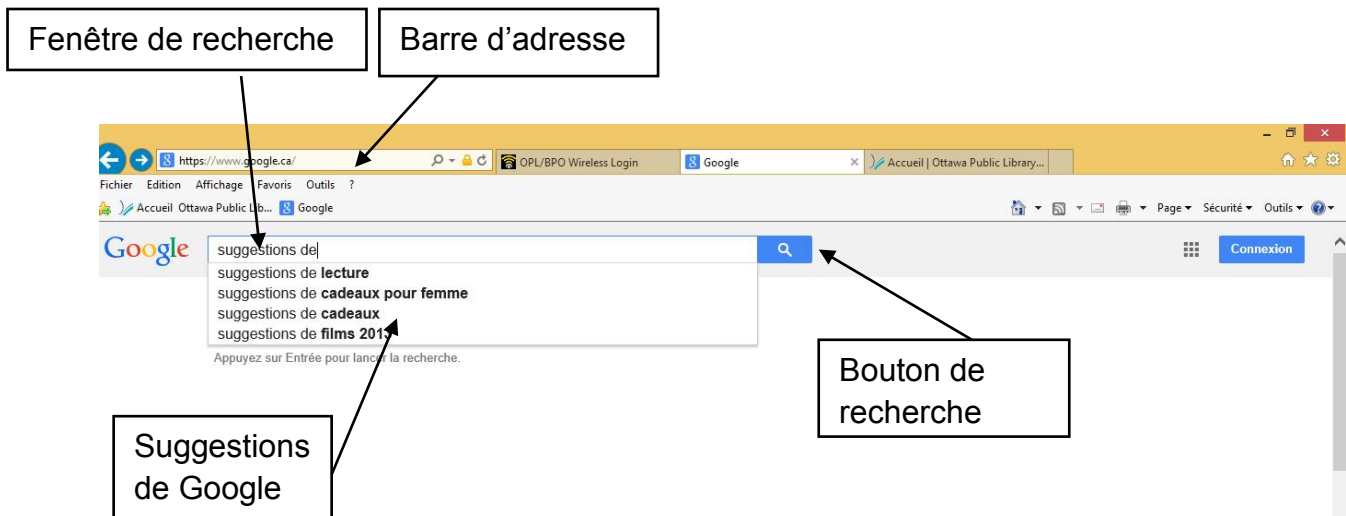 Fenêtre de recherche
Barre d'adresse
https://www.google.ca/
OPL/BPO Wireless Login
Google
Accueil | Ottawa Public Library...
Fichier Edition Affichage Favoris Outils ?
Accueil Ottawa Public Lib... Google
Page Sécurité Outils
Google
suggestions de
Connexion
suggestions de lecture
suggestions de cadeaux pour femme
suggestions de cadeaux
suggestions de films 2013
Appuyez sur Entrée pour lancer la recherche.
Bouton de
recherche
Suggestions
de Google